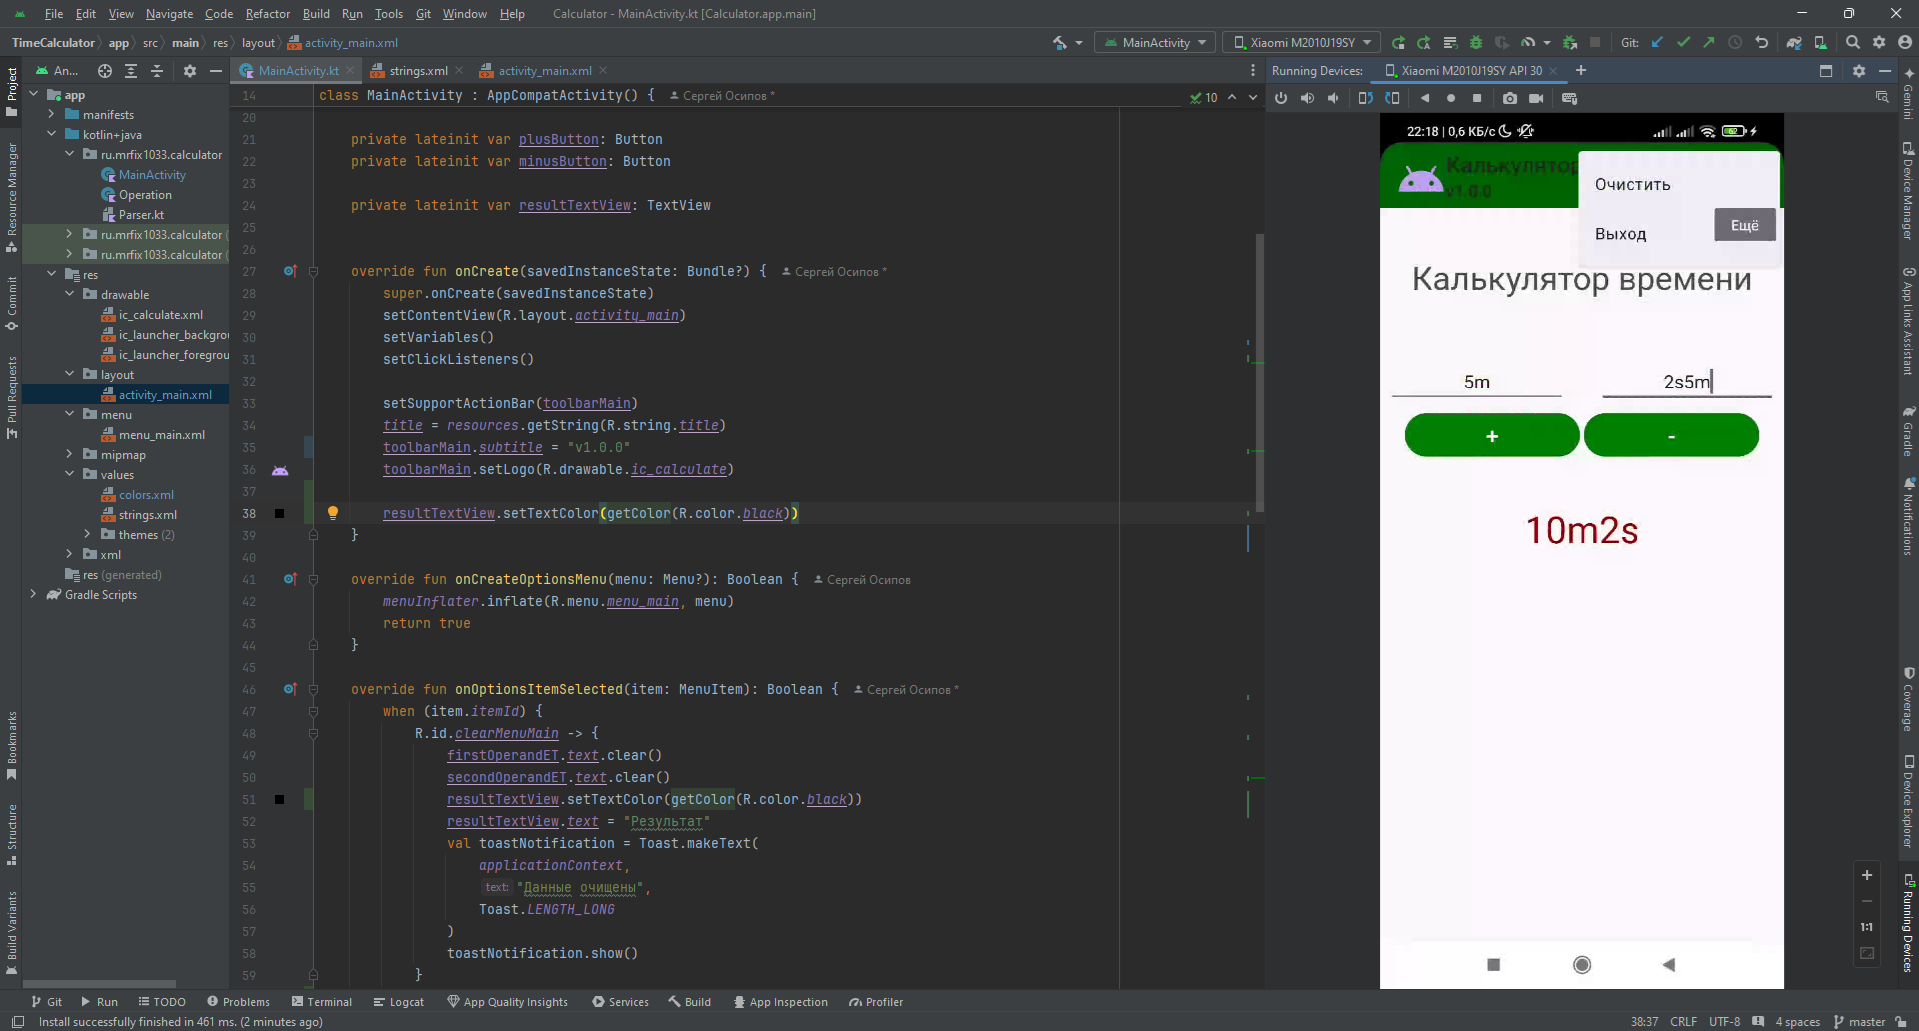 File Edit View Navigate Code Refactor Build Run Tools Git Window Help Calculator - MainActivity.kt [Calculator.app.main]
TimeCalculator app src main res layout activity_main.xml MainActivity Xiaomi M2010J19SY Git:
An... MainActivity.kt strings.xml activity_main.xml Running Devices: Xiaomi M2010J19SY API 30
Project
Resource Manager
Commit
Pull Requests
Bookmarks
Structure
Build Variants
app
manifests
kotlin+java
ru.mrfix1033.calculator
MainActivity
Operation
Parser.kt
ru.mrfix1033.calculator (
ru.mrfix1033.calculator (
res
drawable
ic_calculate.xml
ic_launcher_backgrou
ic_launcher_foregrou
layout
activity_main.xml
menu
menu_main.xml
mipmap
values
colors.xml
strings.xml
themes (2)
xml
res (generated)
Gradle Scripts
14 class MainActivity : AppCompatActivity() { Сергей Осипов * 10
20
21 private lateinit var plusButton: Button
22 private lateinit var minusButton: Button
23
24 private lateinit var resultTextView: TextView
25
26
27 override fun onCreate(savedInstanceState: Bundle?) { Сергей Осипов *
28 super.onCreate(savedInstanceState)
29 setContentView(R.layout.activity_main)
30 setVariables()
31 setClickListeners()
32
33 setSupportActionBar(toolbarMain)
34 title = resources.getString(R.string.title)
35 toolbarMain.subtitle = "v1.0.0"
36 toolbarMain.setLogo(R.drawable.ic_calculate)
37
38 resultTextView.setTextColor(getColor(R.color.black))
39 }
40
41 override fun onCreateOptionsMenu(menu: Menu?): Boolean { Сергей Осипов
42 menuInflater.inflate(R.menu.menu_main, menu)
43 return true
44 }
45
46 override fun onOptionsItemSelected(item: MenuItem): Boolean { Сергей Осипов *
47 when (item.itemId) {
48 R.id.clearMenuMain -> {
49 firstOperandET.text.clear()
50 secondOperandET.text.clear()
51 resultTextView.setTextColor(getColor(R.color.black))
52 resultTextView.text = "Результат"
53 val toastNotification = Toast.makeText(
54 applicationContext,
55 text: "Данные очищены",
56 Toast.LENGTH_LONG
57 )
58 toastNotification.show()
59 }
22:18 | 0,6 КБ/с 62
Калькулятор
v1.0.0
Очистить
Выход
Ещё
Калькулятор времени
5m 2s5m
+ -
10m2s
1:1
Gemini
Device Manager
App Links Assistant
Gradle
Notifications
Coverage
Device Explorer
Running Devices
Git Run TODO Problems Terminal Logcat App Quality Insights Services Build App Inspection Profiler
Install successfully finished in 461 ms. (2 minutes ago) 38:37 CRLF UTF-8 4 spaces master